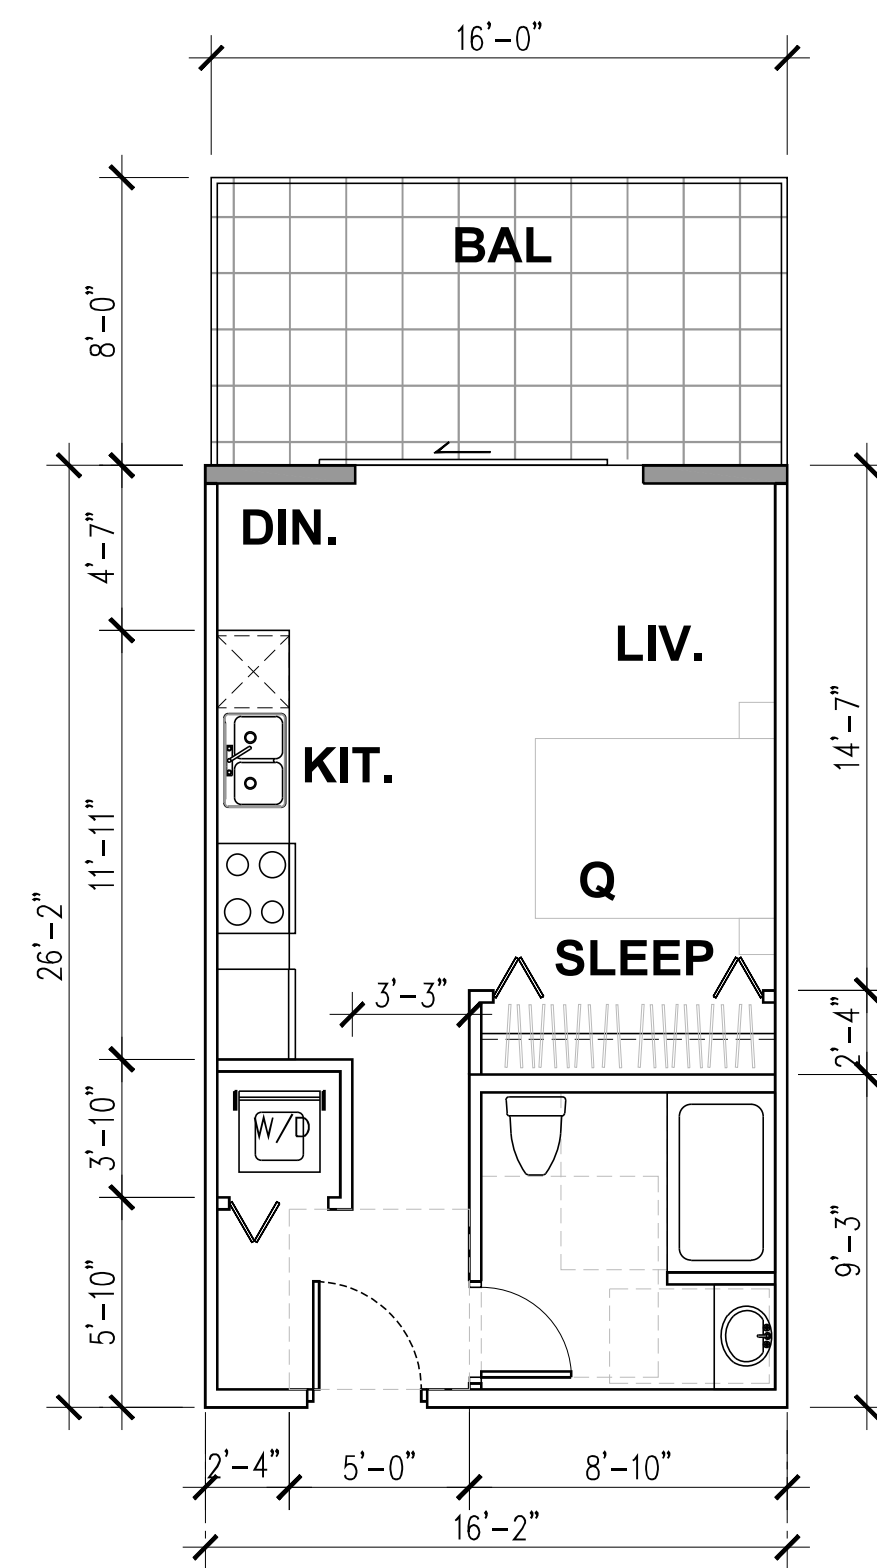 16’-0”
BAL
8’-0”
DIN.
4’-7”
LIV.
14’-7”
KIT.
11’-11”
Q
26’-2”
SLEEP
3’-3”
2’-4”
W/D
3’-10”
9’-3”
5’-10”
2’-4”
5’-0”
8’-10”
16’-2”